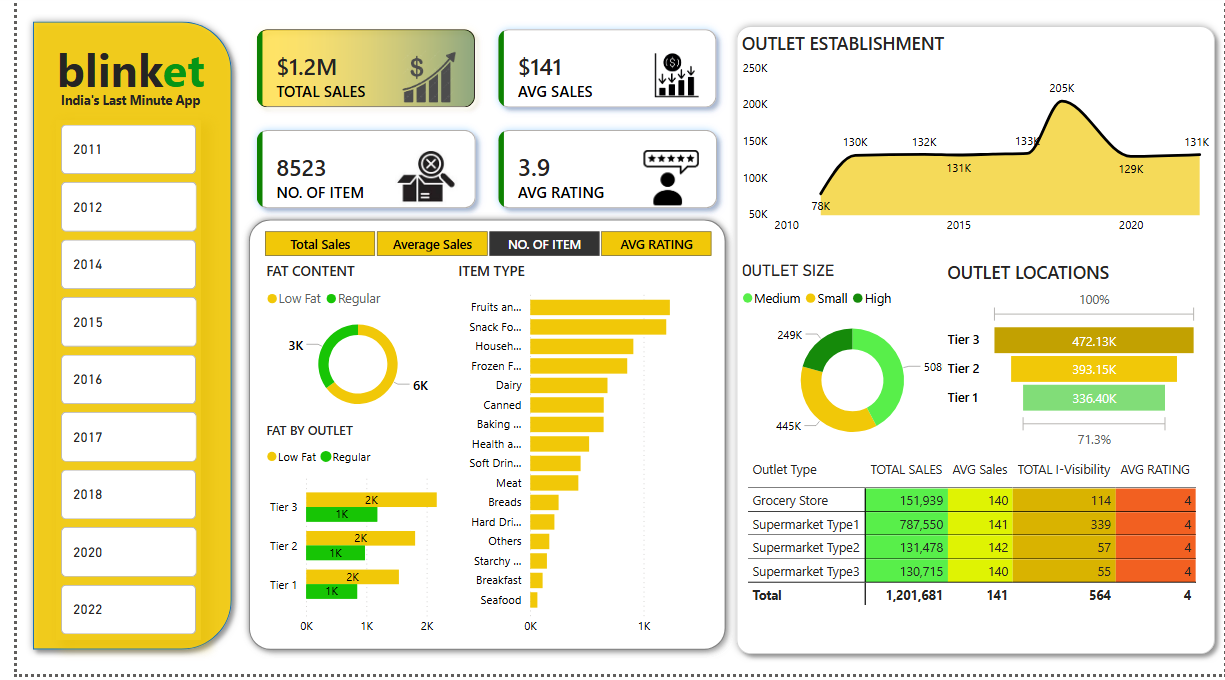 blinket
India's Last Minute App
2011
2012
2014
2015
2016
2017
2018
2020
2022
$1.2M
TOTAL SALES
$
$141
AVG SALES
$
8523
NO. OF ITEM
3.9
AVG RATING
Total Sales
Average Sales
NO. OF ITEM
AVG RATING
FAT CONTENT
Low Fat
Regular
3K
6K
FAT BY OUTLET
Low Fat
Regular
Tier 3
2K
1K
Tier 2
2K
1K
Tier 1
2K
1K
0K
1K
2K
ITEM TYPE
Fruits an...
Snack Fo...
Househ...
Frozen F...
Dairy
Canned
Baking ...
Health a...
Soft Drin...
Meat
Breads
Hard Dri...
Others
Starchy ...
Breakfast
Seafood
0K
1K
OUTLET ESTABLISHMENT
250K
200K
150K
100K
50K
78K
130K
132K
131K
133K
205K
129K
131K
2010
2015
2020
OUTLET SIZE
Medium
Small
High
249K
508
445K
OUTLET LOCATIONS
100%
Tier 3
472.13K
Tier 2
393.15K
Tier 1
336.40K
71.3%
Outlet Type TOTAL SALES AVG Sales TOTAL I-Visibility AVG RATING
Grocery Store 151,939 140 114 4
Supermarket Type1 787,550 141 339 4
Supermarket Type2 131,478 142 57 4
Supermarket Type3 130,715 140 55 4
Total 1,201,681 141 564 4